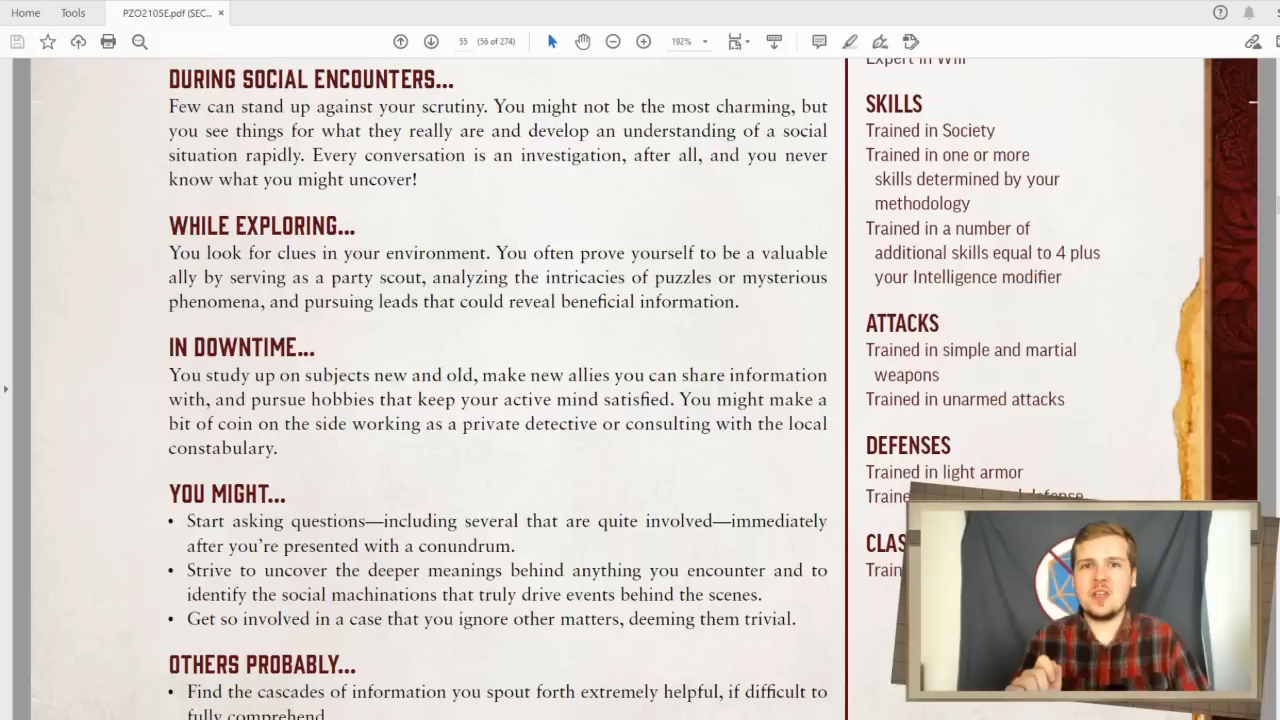 Home
Tools
PZO2105E.pdf (SEC...
55
(56 of 274)
192%
DURING SOCIAL ENCOUNTERS...
Few can stand up against your scrutiny. You might not be the most charming, but
you see things for what they really are and develop an understanding of a social
situation rapidly. Every conversation is an investigation, after all, and you never
know what you might uncover!
WHILE EXPLORING...
You look for clues in your environment. You often prove yourself to be a valuable
ally by serving as a party scout, analyzing the intricacies of puzzles or mysterious
phenomena, and pursuing leads that could reveal beneficial information.
IN DOWNTIME...
You study up on subjects new and old, make new allies you can share information
with, and pursue hobbies that keep your active mind satisfied. You might make a
bit of coin on the side working as a private detective or consulting with the local
constabulary.
YOU MIGHT...
• Start asking questions—including several that are quite involved—immediately
after you're presented with a conundrum.
• Strive to uncover the deeper meanings behind anything you encounter and to
identify the social machinations that truly drive events behind the scenes.
• Get so involved in a case that you ignore other matters, deeming them trivial.
OTHERS PROBABLY...
• Find the cascades of information you spout forth extremely helpful, if difficult to
fully comprehend
Expert in Will
SKILLS
Trained in Society
Trained in one or more
skills determined by your
methodology
Trained in a number of
additional skills equal to 4 plus
your Intelligence modifier
ATTACKS
Trained in simple and martial
weapons
Trained in unarmed attacks
DEFENSES
Trained in light armor
Traine defense
CLAS
Train